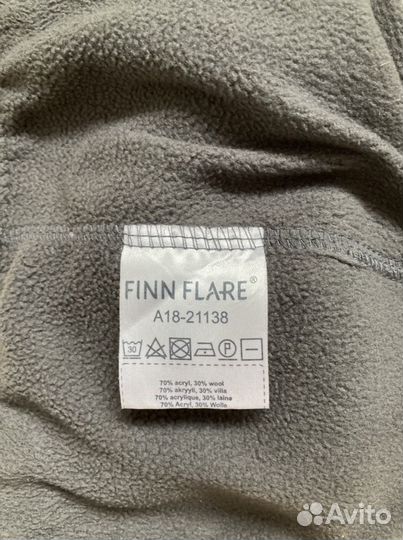 FINN FLARE®
A18-21138
30 P
70% acryl, 30% wool
70% akryyli, 30% villa
70% acrylique, 30% laina
70% Acryl, 30% Wolle
Avito